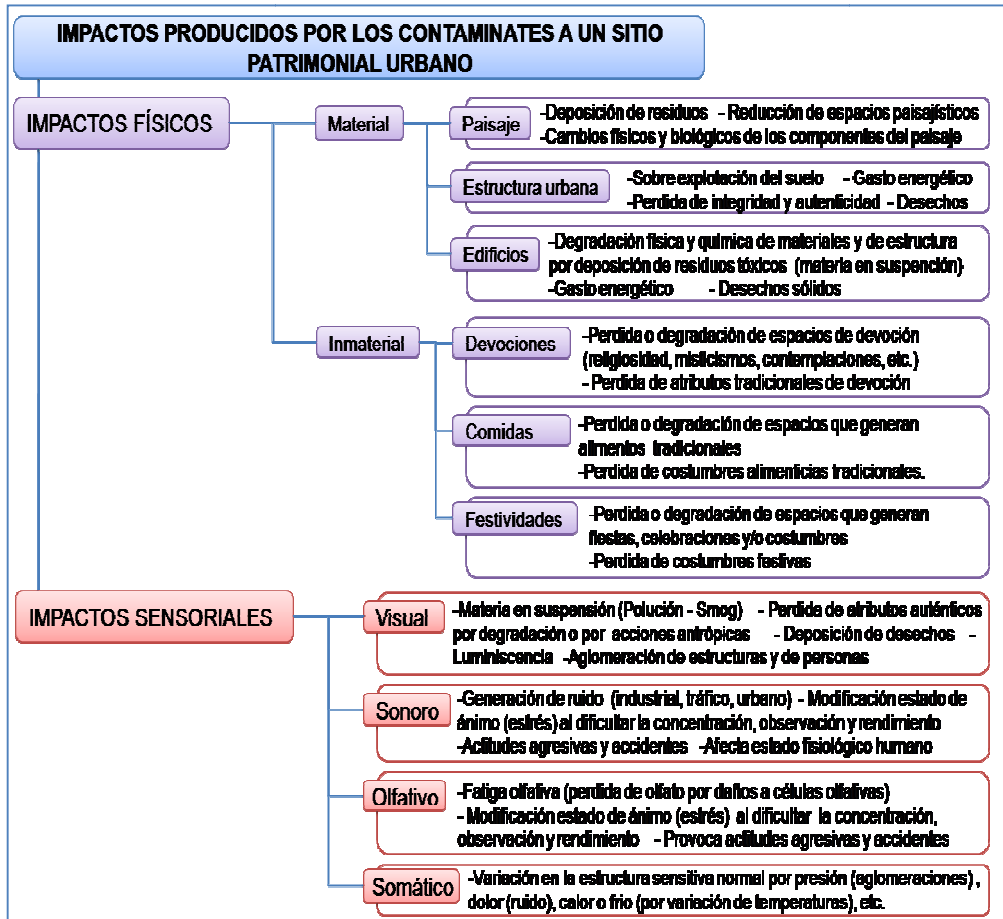 IMPACTOS PRODUCIDOS POR LOS CONTAMINATES A UN SITIO
PATRIMONIAL URBANO
IMPACTOS FÍSICOS
Material
Paisaje
-Deposición de residuos -Reducción de espacios paisajísticos
-Cambios físicos y biológicos de los componentes del paisaje
Estructura urbana
-Sobre explotación del suelo -Gasto energético
-Perdida de integridad y autenticidad -Desechos
Edificios
-Degradación física y química de materiales y de estructura
por deposición de residuos tóxicos (materia en suspención)
-Gasto energético -Desechos sólidos
Inmaterial
Devociones
-Perdida o degradación de espacios de devoción
(religiosidad, misticismos, contemplaciones, etc.)
-Perdida de atributos tradicionales de devoción
Comidas
-Perdida o degradación de espacios que generan
alimentos tradicionales
-Perdida de costumbres alimenticias tradicionales.
Festividades
-Perdida o degradación de espacios que generan
fiestas, celebraciones y/o costumbres
-Perdida de costumbres festivas
IMPACTOS SENSORIALES
Visual
-Materia en suspensión (Polución - Smog) -Perdida de atributos auténticos
por degradación o por acciones antrópicas -Deposición de desechos -
Luminiscencia -Aglomeración de estructuras y de personas
Sonoro
-Generación de ruido (industrial, tráfico, urbano) -Modificación estado de
ánimo (estrés) al dificultar la concentración, observación y rendimiento
-Actitudes agresivas y accidentes -Afecta estado fisiológico humano
Olfativo
-Fatiga olfativa (perdida de olfato por daños a células olfativas)
-Modificación estado de ánimo (estrés) al dificultar la concentración,
observación y rendimiento -Provoca actitudes agresivas y accidentes
Somático
-Variación en la estructura sensitiva normal por presión (aglomeraciones) ,
dolor (ruido), calor o frio (por variación de temperaturas), etc.